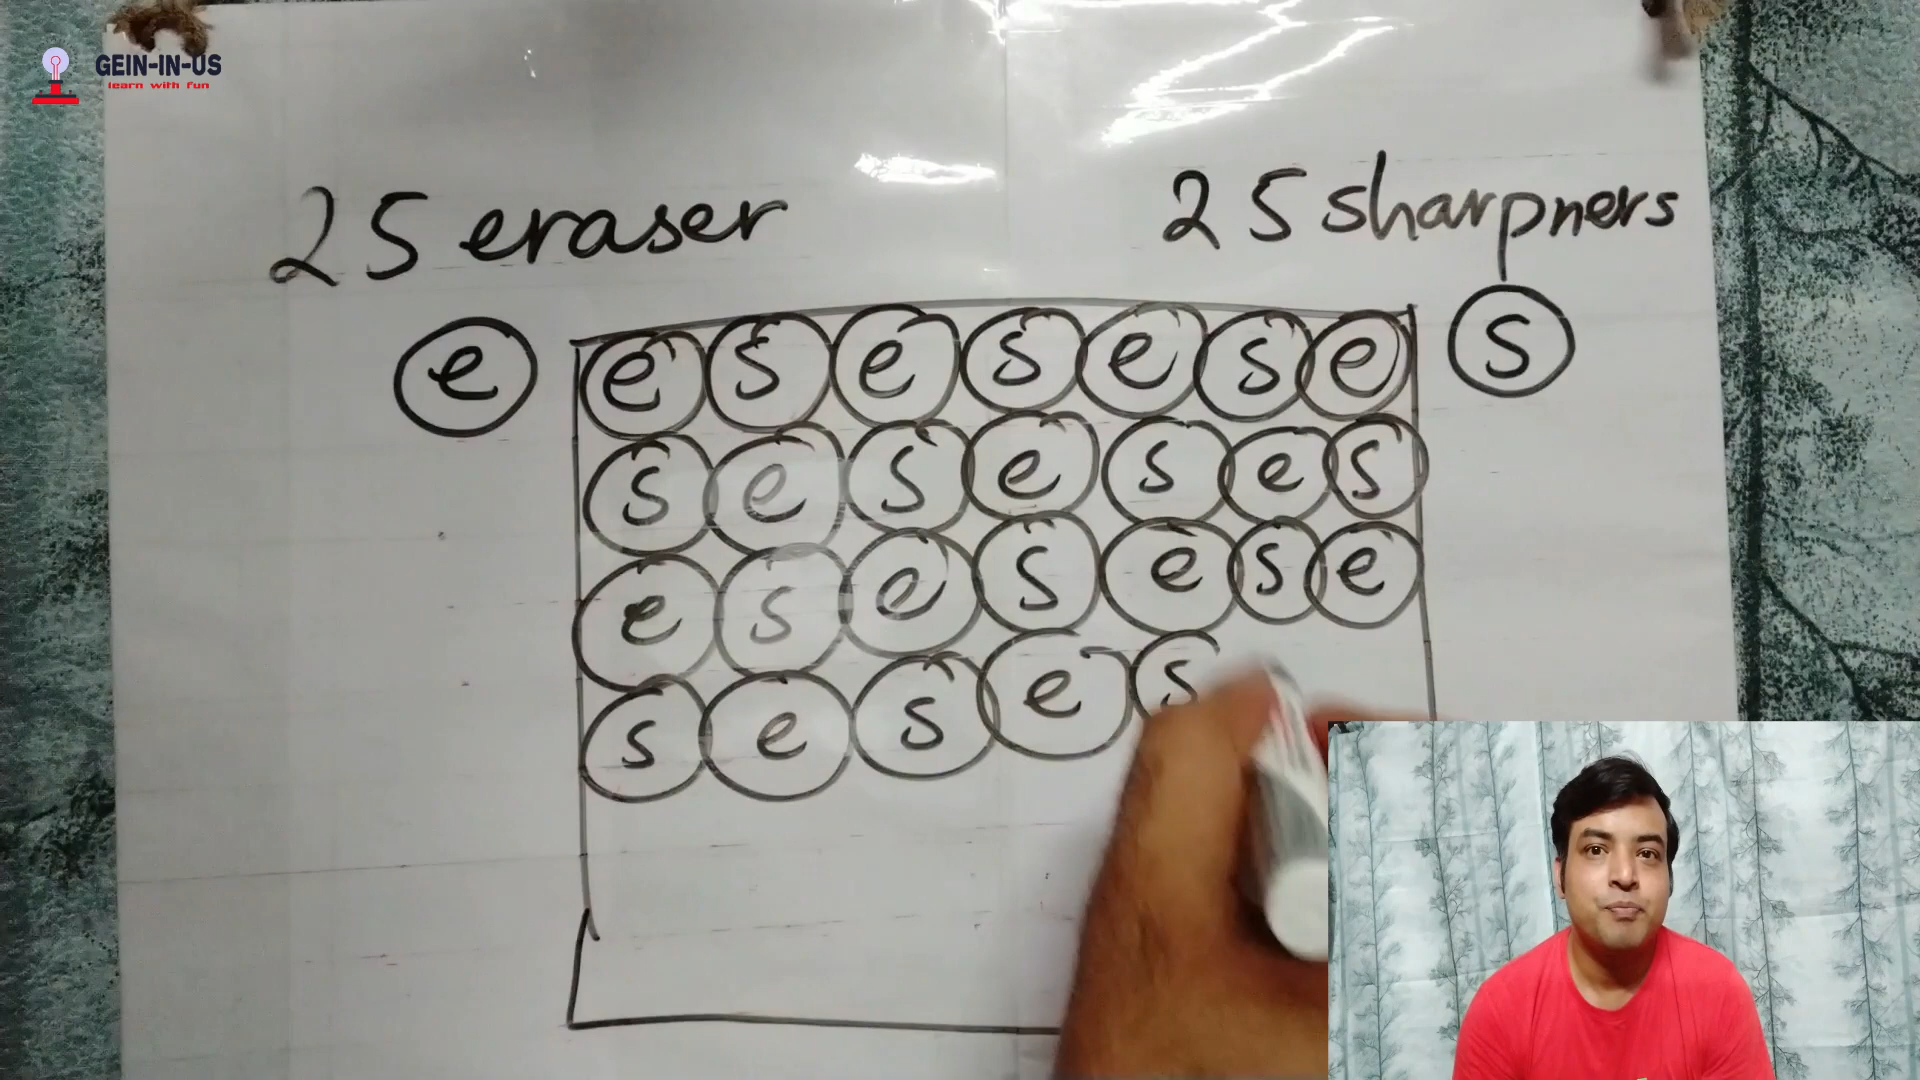 GEIN-IN-US
learn with fun
25 eraser 25 sharpners
e e s e s e s e s
s e s e s e s
e s e s e s e
s e s e s